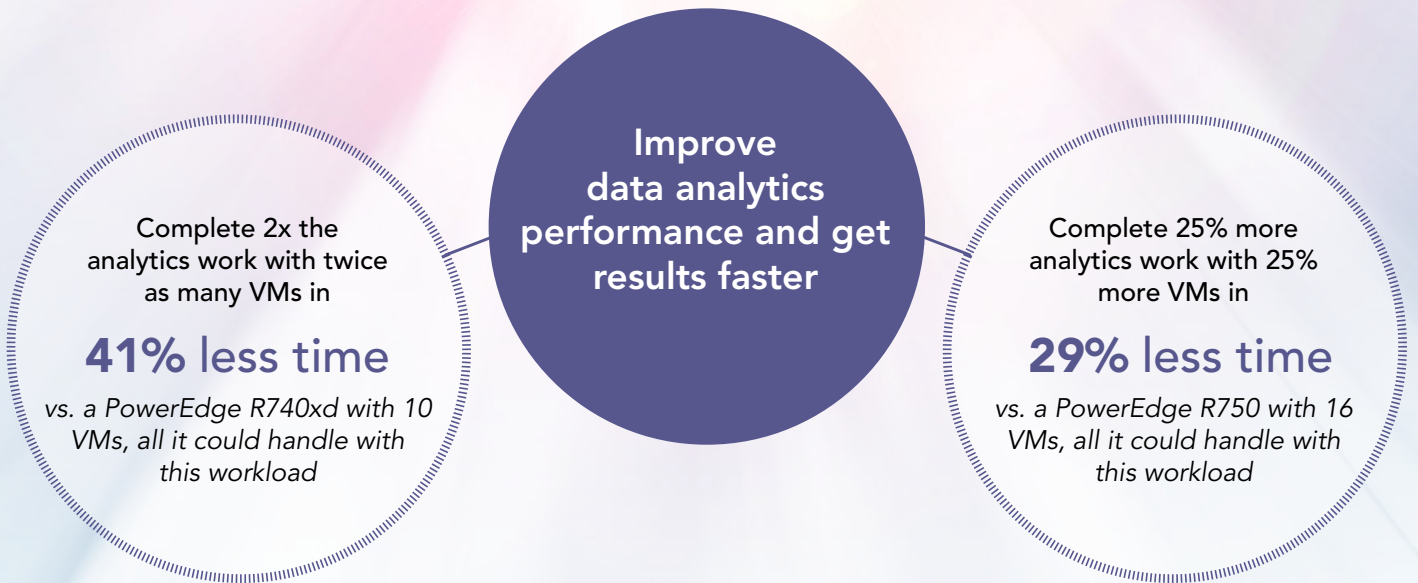 Improve
data analytics
performance and get
results faster
Complete 2x the
analytics work with twice
as many VMs in
41% less time
vs. a PowerEdge R740xd with 10
VMs, all it could handle with
this workload
Complete 25% more
analytics work with 25%
more VMs in
29% less time
vs. a PowerEdge R750 with 16
VMs, all it could handle with
this workload